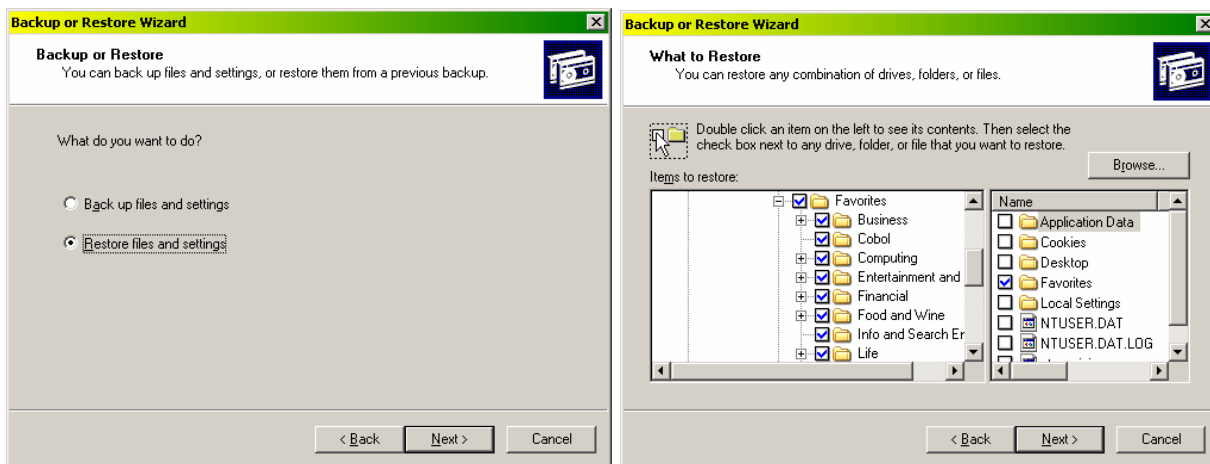 Backup or Restore Wizard
Backup or Restore
You can back up files and settings, or restore them from a previous backup.
What do you want to do?
Back up files and settings
Restore files and settings
< Back
Next >
Cancel
Backup or Restore Wizard
What to Restore
You can restore any combination of drives, folders, or files.
Double click an item on the left to see its contents. Then select the
check box next to any drive, folder, or file that you want to restore.
Browse...
Items to restore:
Favorites
Business
Cobol
Computing
Entertainment and
Financial
Food and Wine
Info and Search Er
Life
Name
Application Data
Cookies
Desktop
Favorites
Local Settings
NTUSER.DAT
NTUSER.DAT.LOG
< Back
Next >
Cancel